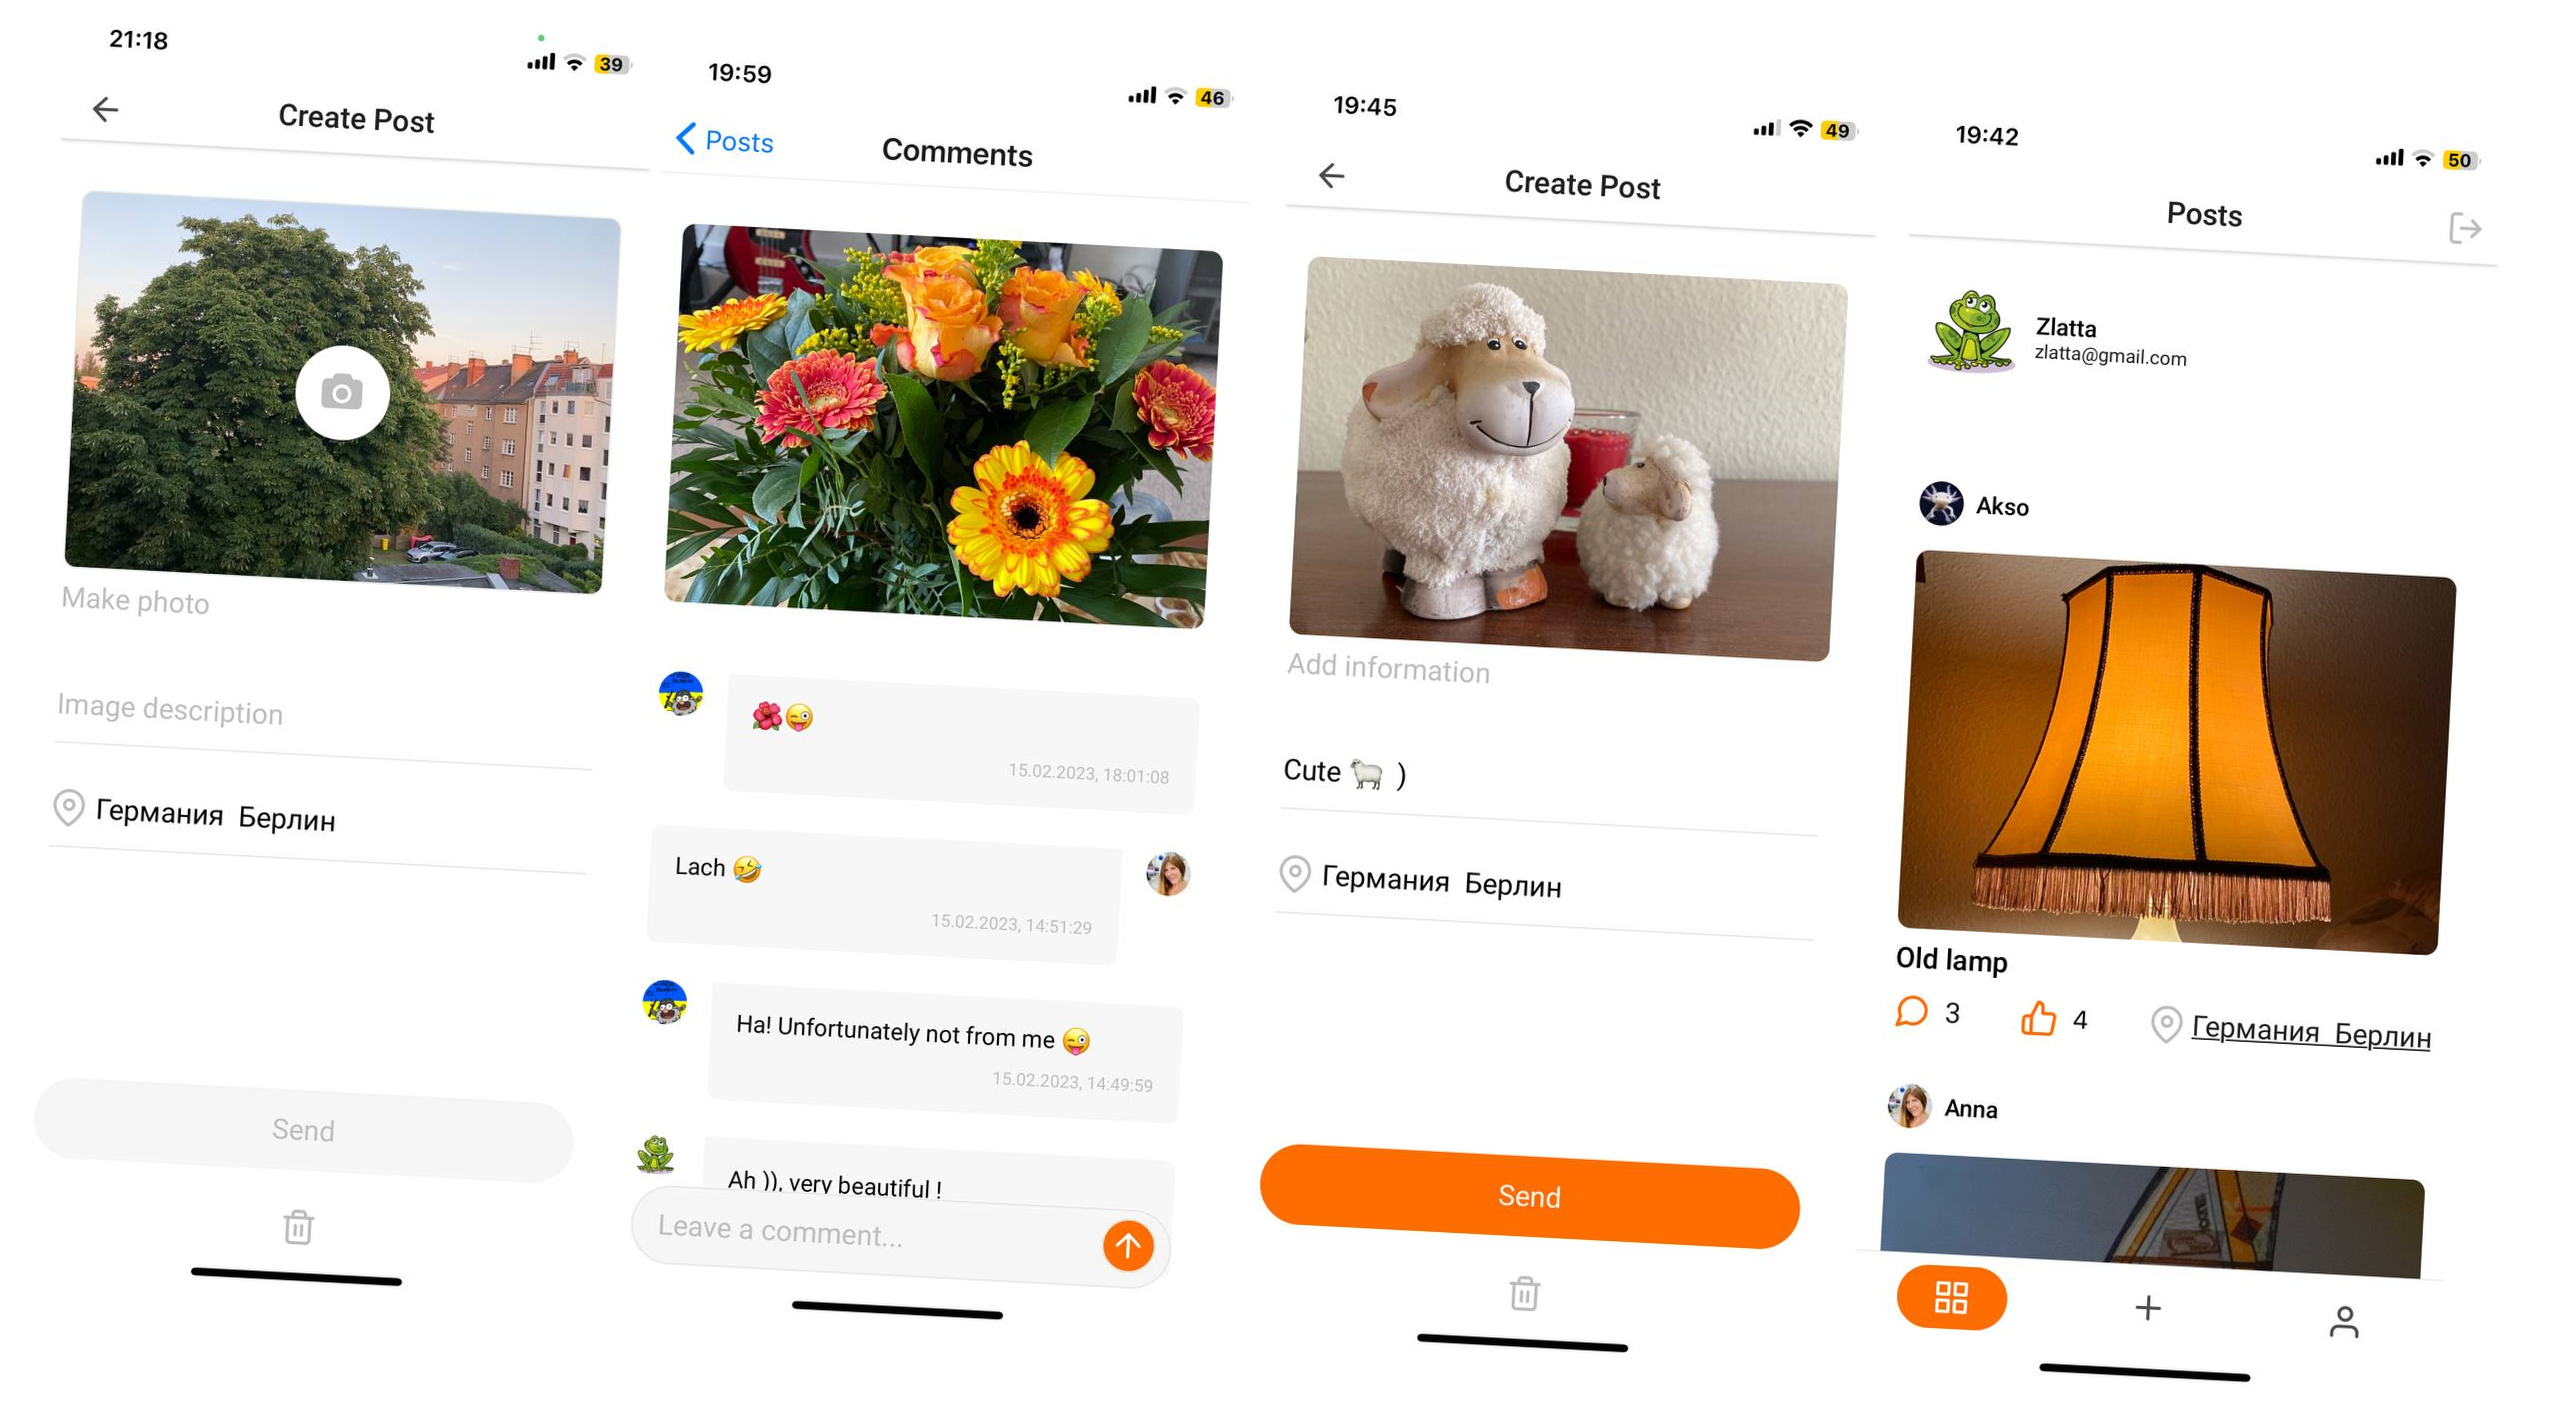 21:18
39
Create Post
Make photo
Image description
Германия Берлин
Send
19:59
46
Posts
Comments
🌺😜
15.02.2023, 18:01:08
Lach 🤣
15.02.2023, 14:51:29
Ha! Unfortunately not from me 😜
15.02.2023, 14:49:59
Ah )), very beautiful !
Leave a comment...
19:45
49
Create Post
Add information
Cute 🐑 )
Германия Берлин
Send
19:42
50
Posts
Zlatta
zlatta@gmail.com
Akso
Old lamp
3
4
Германия Берлин
Anna